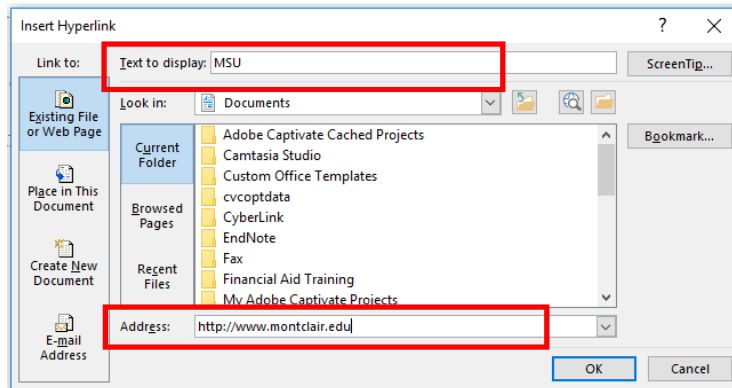 Insert Hyperlink ? X
Link to:
Text to display: MSU
ScreenTip...
Existing File
or Web Page
Look in: Documents
Bookmark...
Current
Folder
Adobe Captivate Cached Projects
Camtasia Studio
Custom Office Templates
cvcoptdata
CyberLink
EndNote
Fax
Financial Aid Training
My Adobe Captivate Projects
Place in This
Document
Browsed
Pages
Create New
Document
Recent
Files
E-mail
Address
Address: http://www.montclair.edu
OK
Cancel